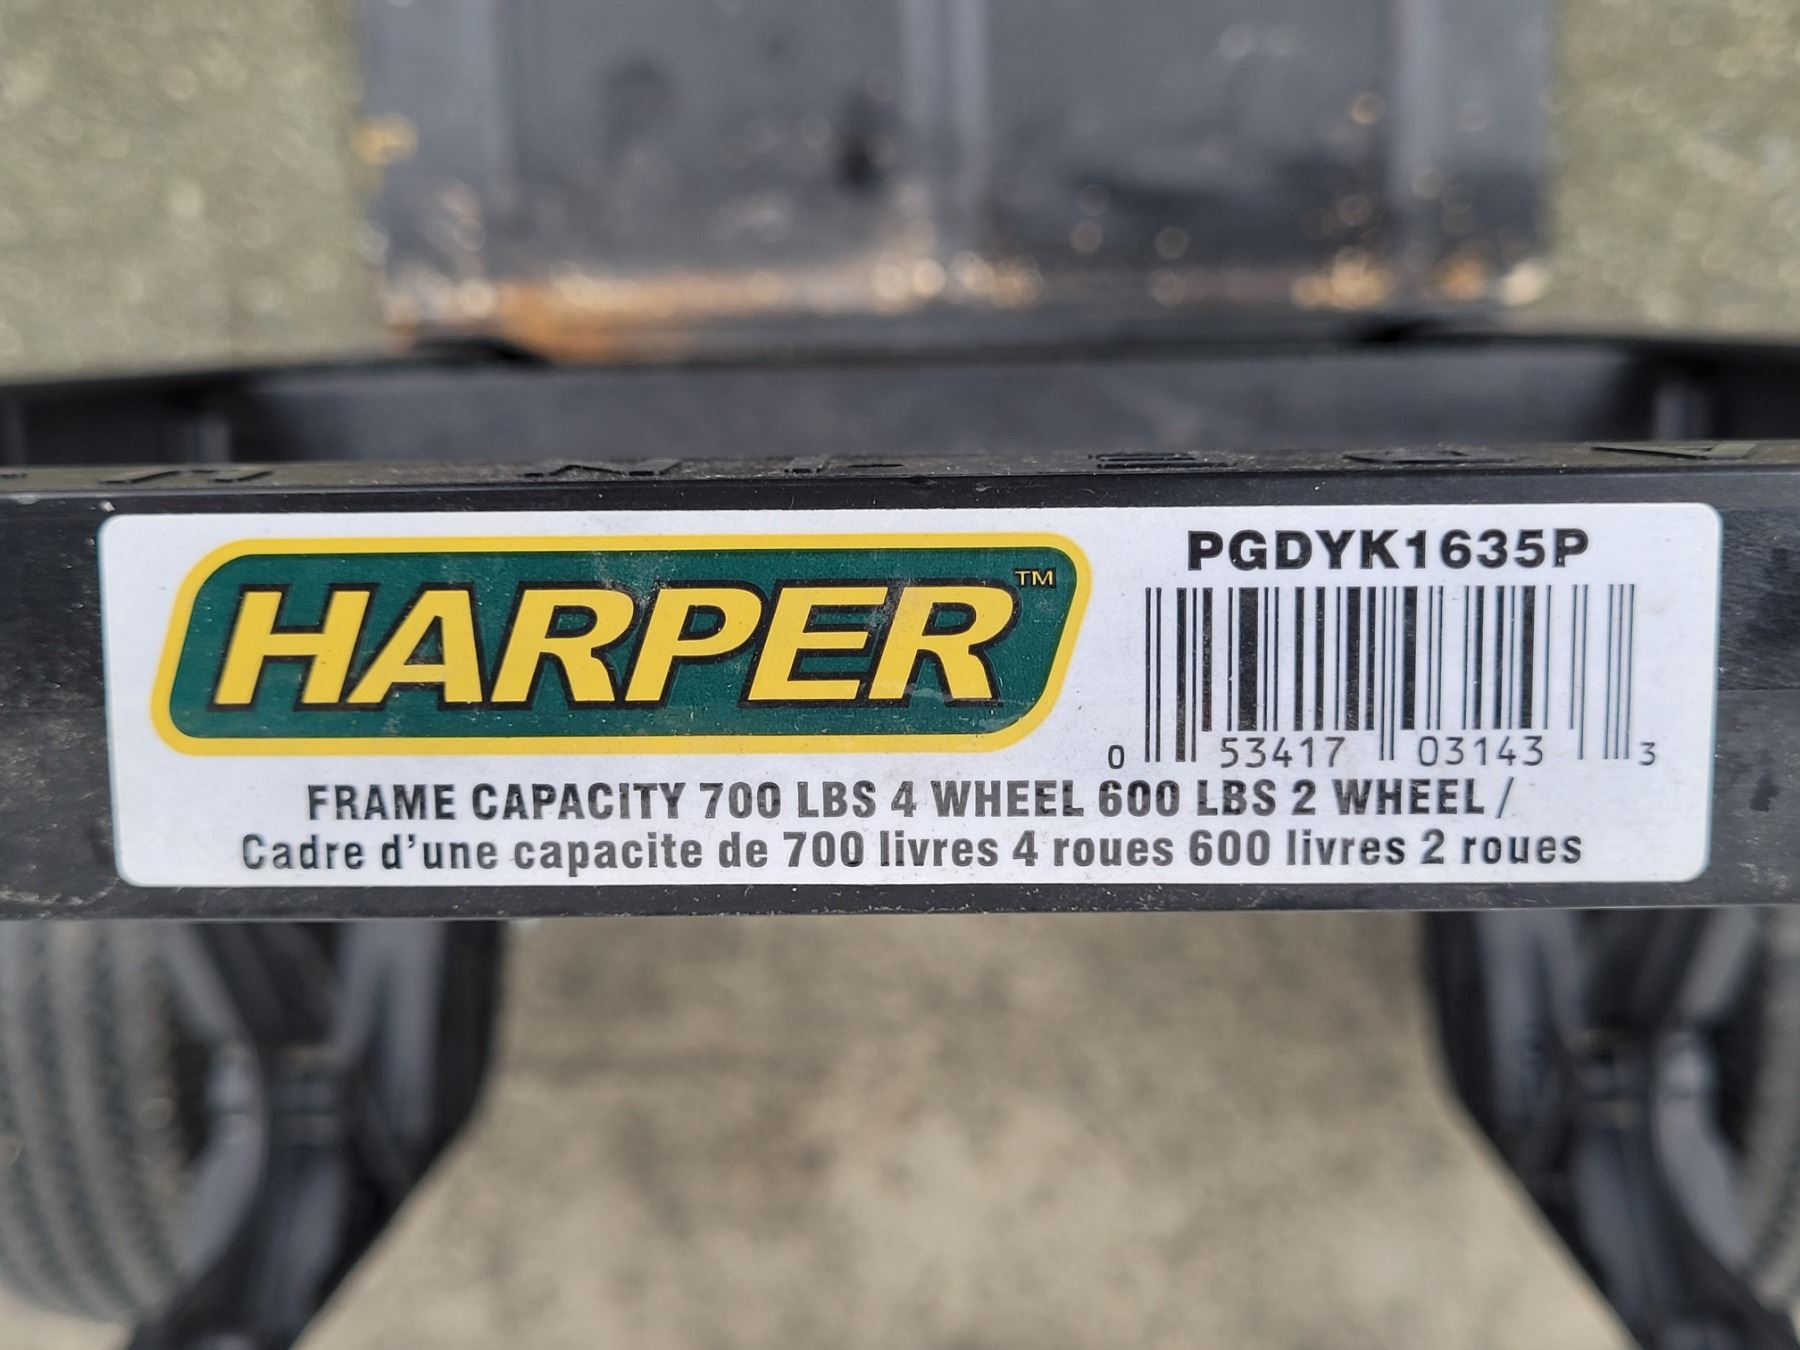 HARPER™
PGDYK1635P
0 53417 03143 3
FRAME CAPACITY 700 LBS 4 WHEEL 600 LBS 2 WHEEL /
Cadre d'une capacite de 700 livres 4 roues 600 livres 2 roues